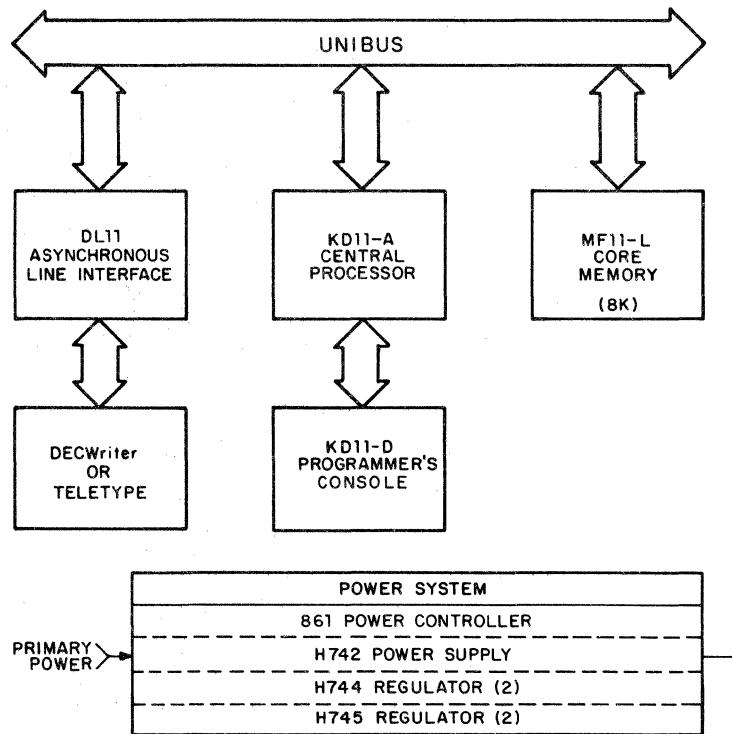 UNIBUS
DL11
ASYNCHRONOUS
LINE INTERFACE
KD11-A
CENTRAL
PROCESSOR
MF11-L
CORE
MEMORY
(8K)
DECWriter
OR
TELETYPE
KD11-D
PROGRAMMER'S
CONSOLE
POWER SYSTEM
861 POWER CONTROLLER
PRIMARY
POWER
H742 POWER SUPPLY
H744 REGULATOR (2)
H745 REGULATOR (2)